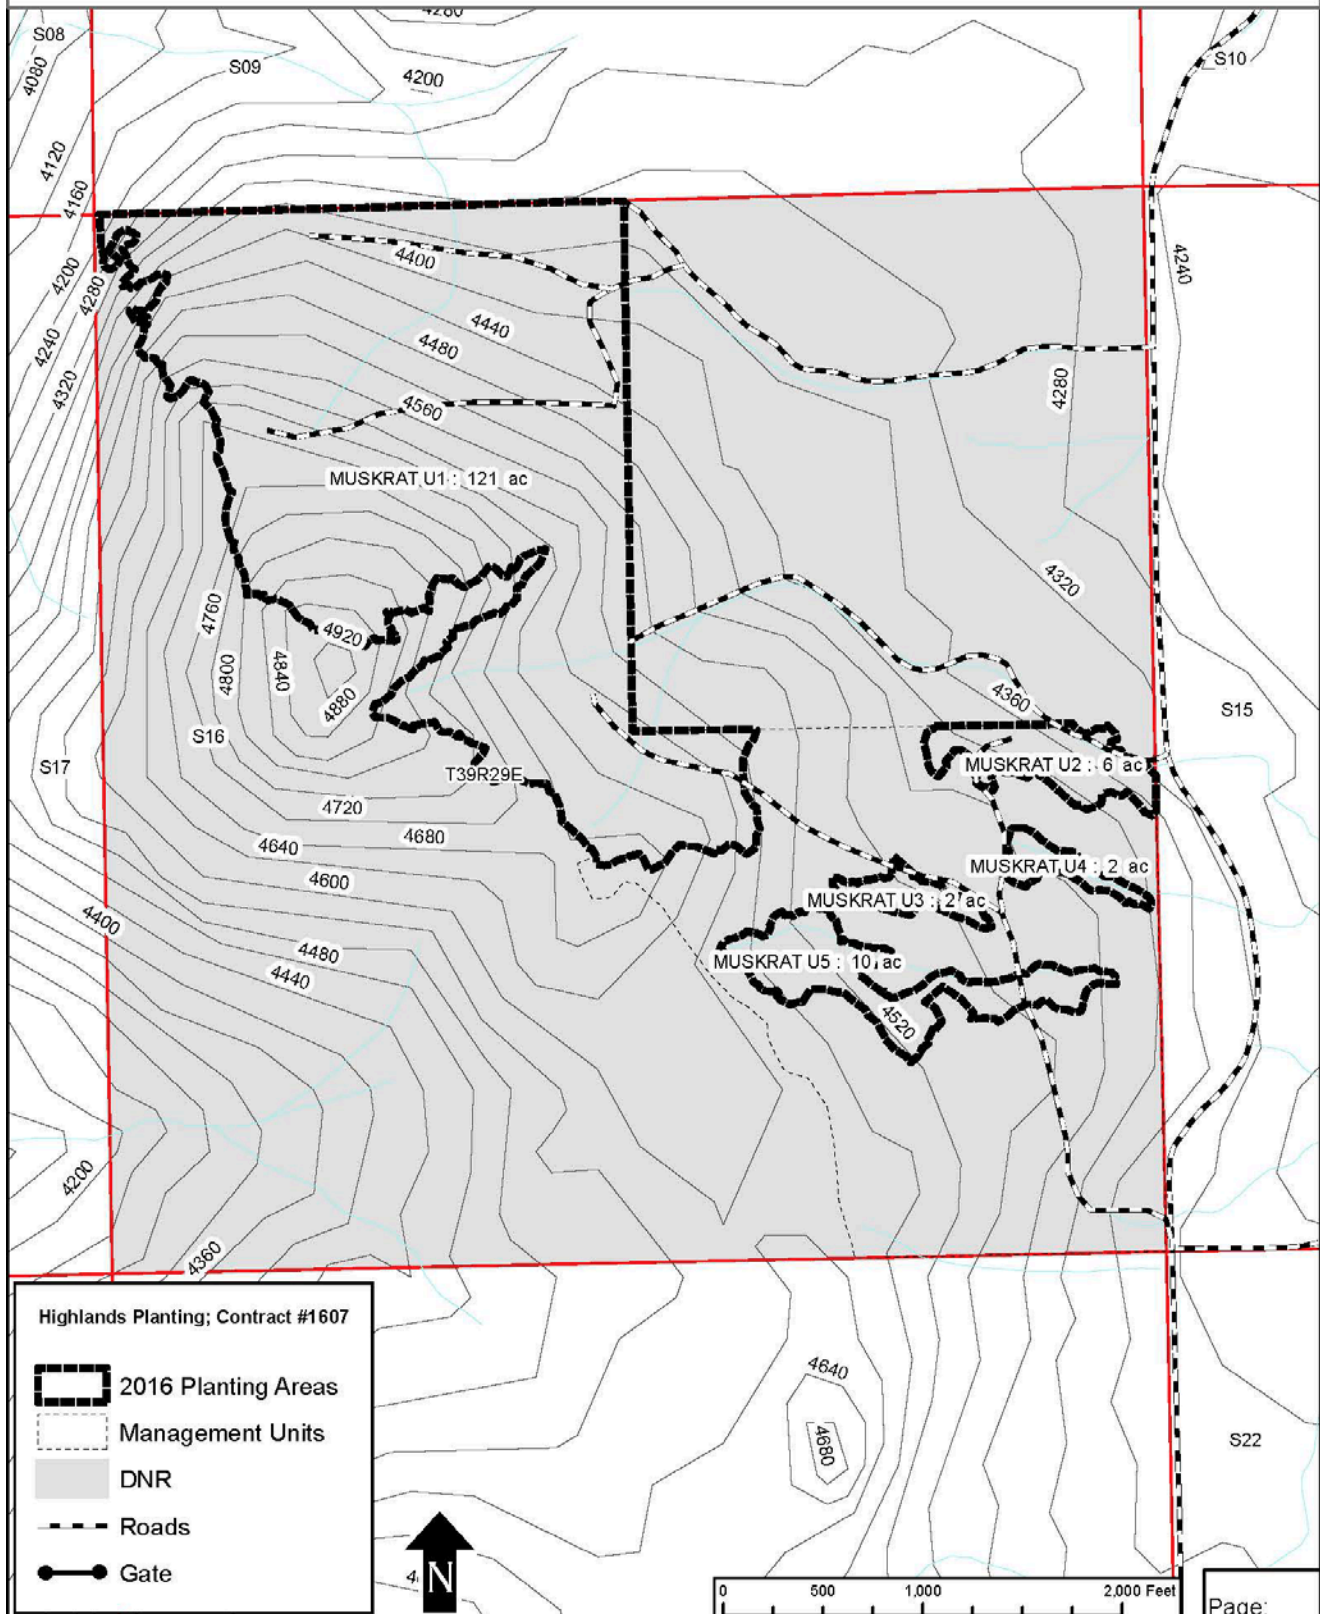 4280
S08
S09
4200
S10
4080
4120
4160
4200
4280
4240
4320
4400
4440
4480
4560
4240
4280
4320
MUSKRAT U1 : 121 ac
4760
4800
4840
4920
4880
4360
S15
S16
S17
T39R29E
MUSKRAT U2 : 6 ac
4720
4680
4640
4600
MUSKRAT U4 : 2 ac
MUSKRAT U3 : 2 ac
4400
4480
4440
MUSKRAT U5 : 10 ac
4520
4200
4360
4640
4680
S22
Highlands Planting; Contract #1607
2016 Planting Areas
Management Units
DNR
Roads
Gate
N
0 500 1,000 2,000 Feet
Page: